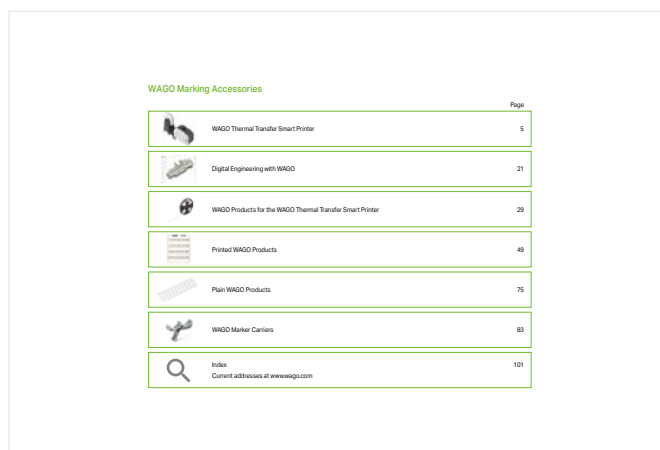 WAGO Marking Accessories
Page
WAGO Thermal Transfer Smart Printer 5
Digital Engineering with WAGO 21
WAGO Products for the WAGO Thermal Transfer Smart Printer 29
Printed WAGO Products 49
Plain WAGO Products 75
WAGO Marker Carriers 83
Index 101
Current addresses at www.wago.com